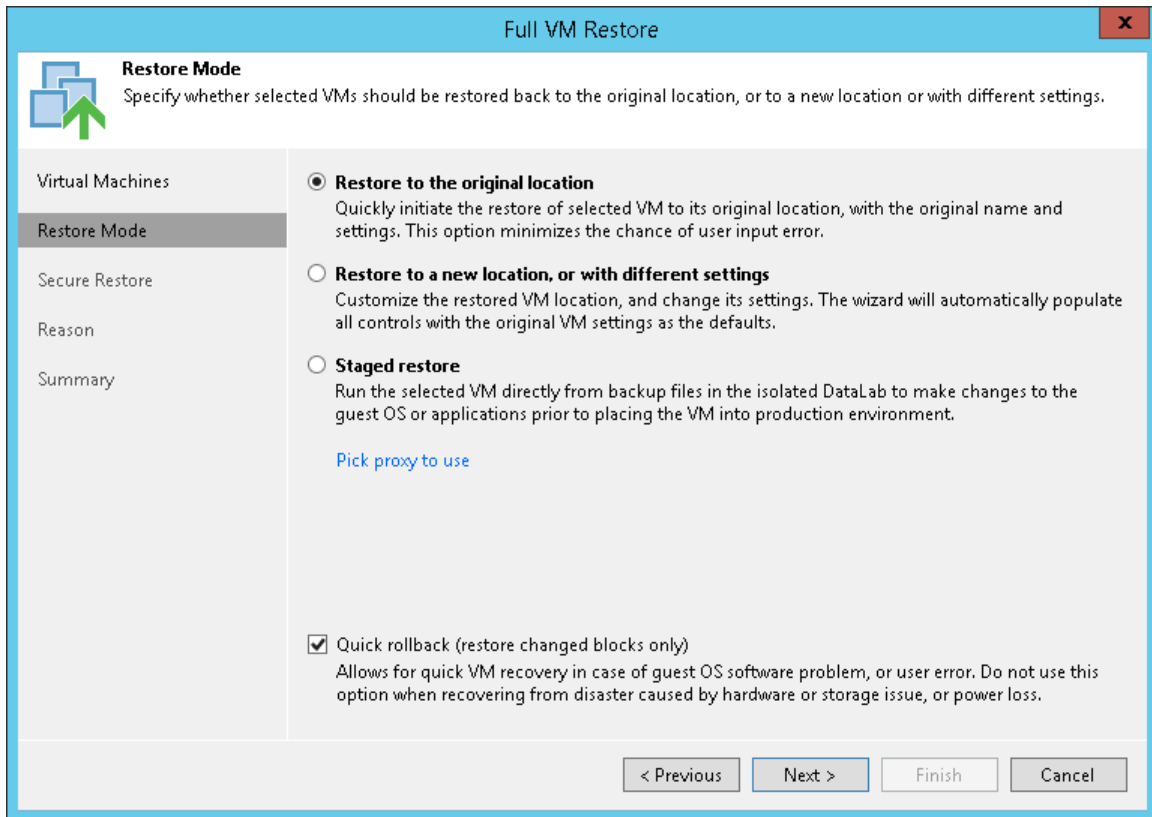 Full VM Restore
x
Restore Mode
Specify whether selected VMs should be restored back to the original location, or to a new location or with different settings.
Virtual Machines
Restore Mode
Secure Restore
Reason
Summary
Restore to the original location
Quickly initiate the restore of selected VM to its original location, with the original name and
settings. This option minimizes the chance of user input error.
Restore to a new location, or with different settings
Customize the restored VM location, and change its settings. The wizard will automatically populate
all controls with the original VM settings as the defaults.
Staged restore
Run the selected VM directly from backup files in the isolated DataLab to make changes to the
guest OS or applications prior to placing the VM into production environment.
Pick proxy to use
Quick rollback (restore changed blocks only)
Allows for quick VM recovery in case of guest OS software problem, or user error. Do not use this
option when recovering from disaster caused by hardware or storage issue, or power loss.
< Previous
Next >
Finish
Cancel